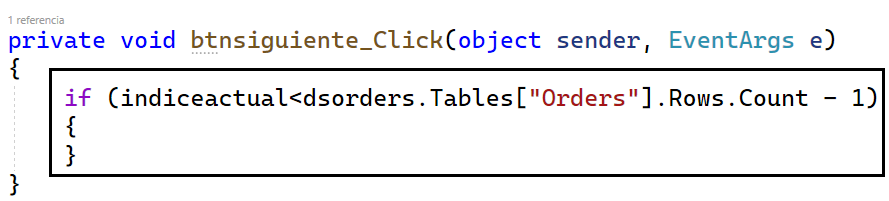 1 referencia
private void btnsiguiente_Click(object sender, EventArgs e)
{
if (indiceactual<dsorders.Tables["Orders"].Rows.Count - 1)
{
}
}